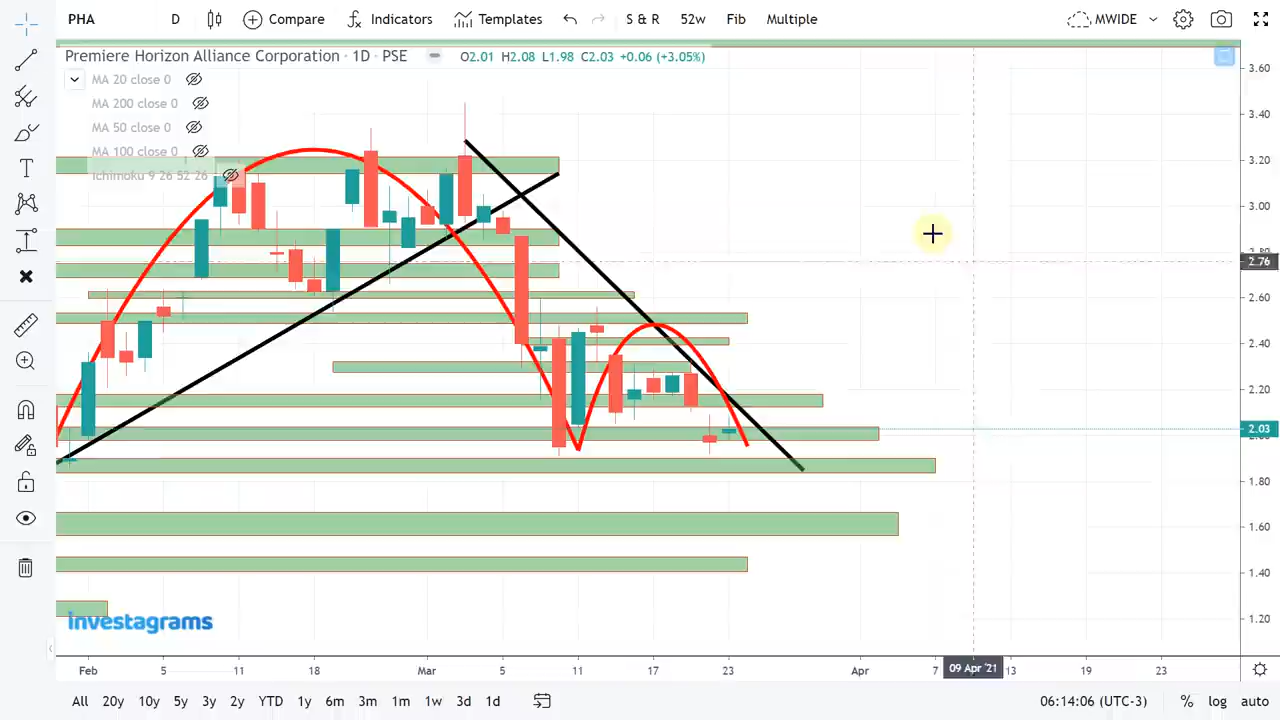 PHA D Compare Indicators Templates S & R 52w Fib Multiple MWIDE
Premiere Horizon Alliance Corporation · 1D · PSE O2.01 H2.08 L1.98 C2.03 +0.06 (+3.05%)
MA 20 close 0
MA 200 close 0
MA 50 close 0
MA 100 close 0
Ichimoku 9 26 52 26
3.60
3.40
3.20
3.00
2.80
2.76
2.60
2.40
2.20
2.03
2.00
1.80
1.60
1.40
1.20
investagrams
Feb 5 11 18 Mar 5 11 17 23 Apr 7 09 Apr '21 13 19 23
All 20y 10y 5y 3y 2y YTD 1y 6m 3m 1m 1w 3d 1d 06:14:06 (UTC-3) % log auto